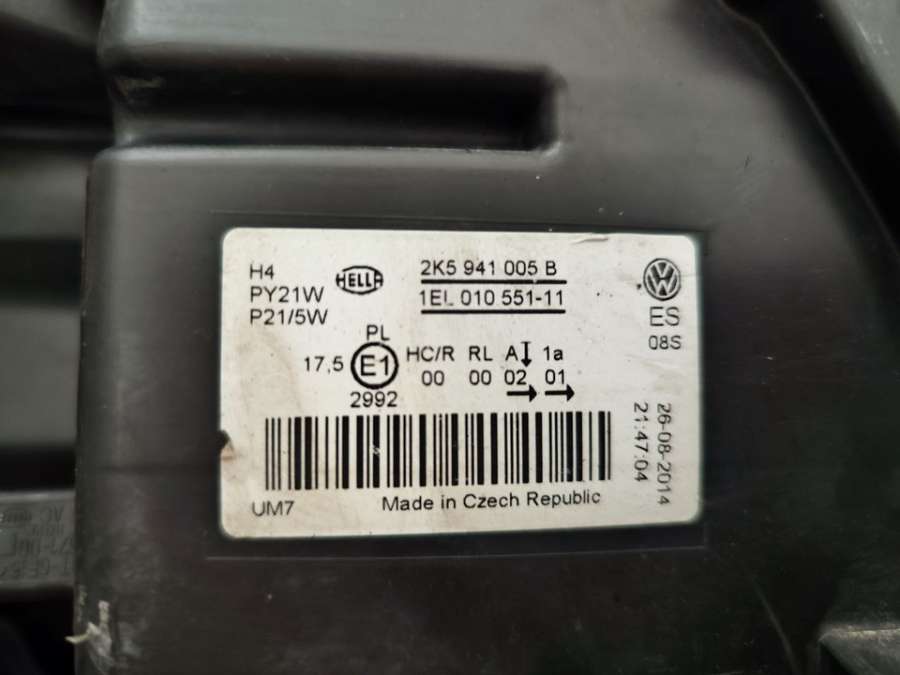 H4
PY21W
P21/5W
HELLA
2K5 941 005 B
1EL 010 551-11
VW
ES
08S
PL
17,5 E1 HC/R RL A 1a
00 00 02 01
2992
26-08-2014
21:47:04
UM7 Made in Czech Republic